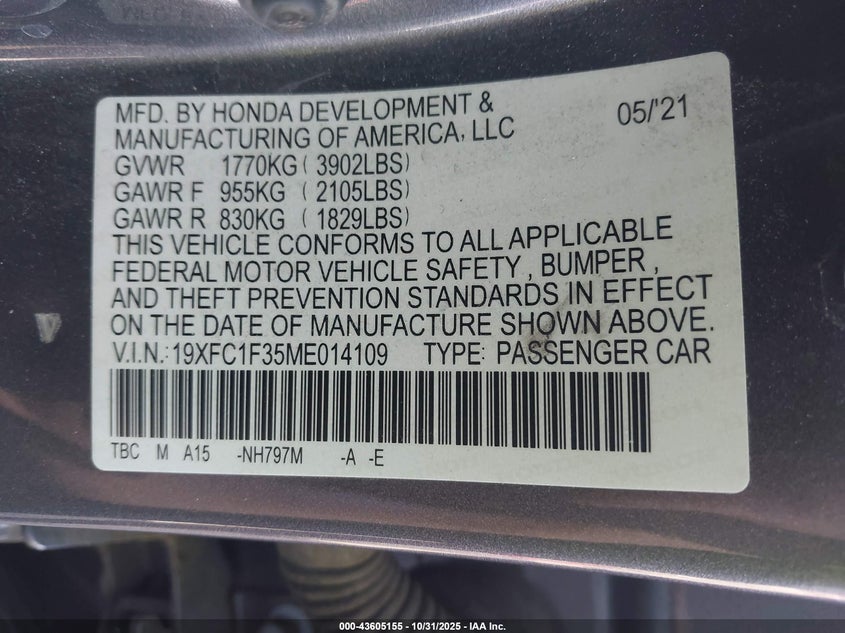 MFD. BY HONDA DEVELOPMENT & 05/'21
MANUFACTURING OF AMERICA, LLC
GVWR 1770KG ( 3902LBS)
GAWR F 955KG ( 2105LBS)
GAWR R 830KG ( 1829LBS)
THIS VEHICLE CONFORMS TO ALL APPLICABLE
FEDERAL MOTOR VEHICLE SAFETY , BUMPER ,
AND THEFT PREVENTION STANDARDS IN EFFECT
ON THE DATE OF MANUFACTURE SHOWN ABOVE.
V.I.N.:19XFC1F35ME014109 TYPE: PASSENGER CAR
TBC M A15 -NH797M -A -E
000-43605155 - 10/31/2025 - IAA Inc.